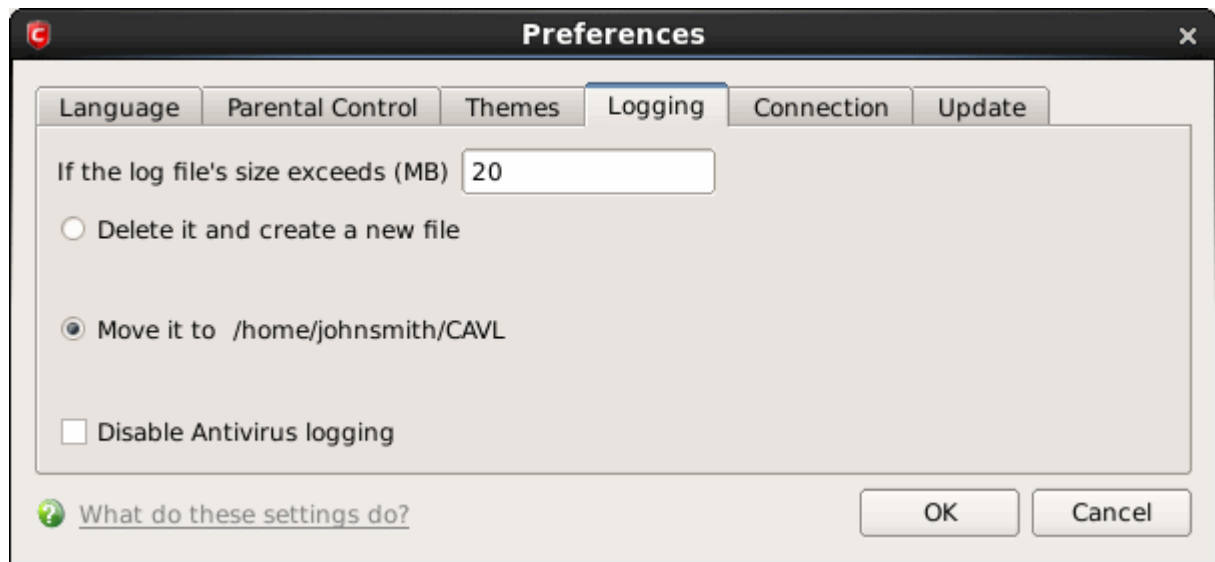 Preferences
Language Parental Control Themes Logging Connection Update
If the log file's size exceeds (MB) 20
Delete it and create a new file
Move it to /home/johnsmith/CAVL
Disable Antivirus logging
What do these settings do? OK Cancel